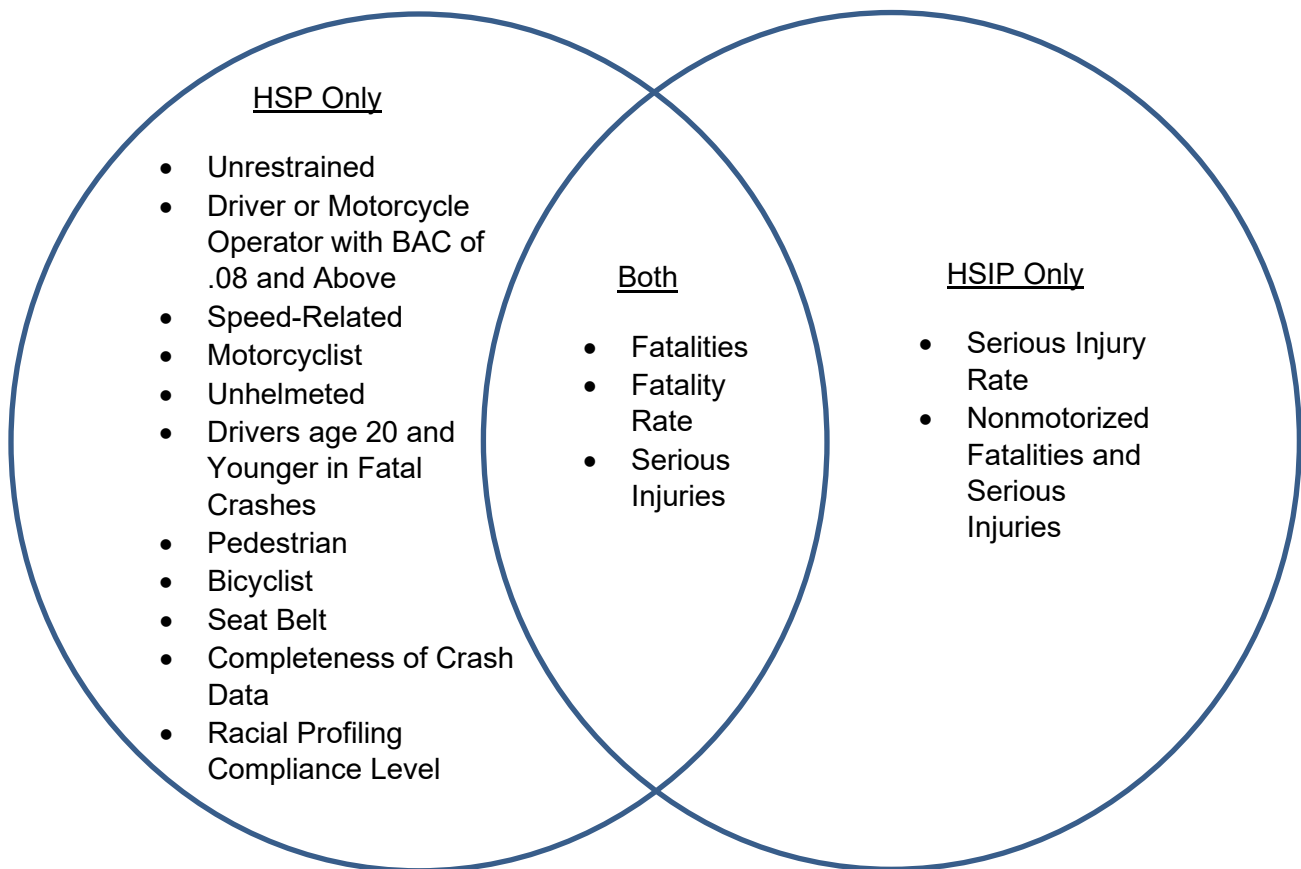 HSP Only
• Unrestrained
• Driver or Motorcycle
Operator with BAC of
.08 and Above
• Speed-Related
• Motorcyclist
• Unhelmeted
• Drivers age 20 and
Younger in Fatal
Crashes
• Pedestrian
• Bicyclist
• Seat Belt
• Completeness of Crash
Data
• Racial Profiling
Compliance Level
Both
• Fatalities
• Fatality
Rate
• Serious
Injuries
HSIP Only
• Serious Injury
Rate
• Nonmotorized
Fatalities and
Serious
Injuries